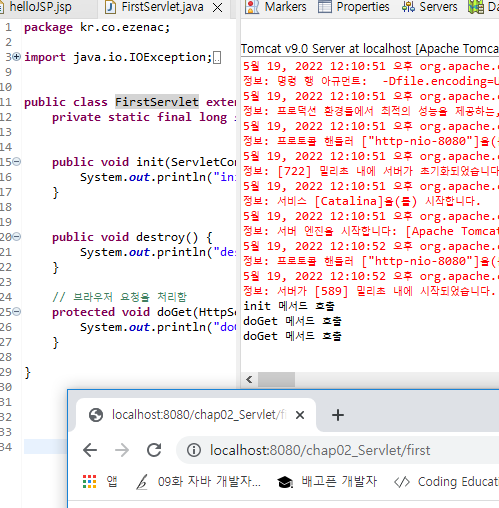 helloJSP.jsp
FirstServlet.java
1 package kr.co.ezenac;
2
3 import java.io.IOException;
10
11 public class FirstServlet exten
12 private static final long
13
14
15 public void init(ServletCon
16 System.out.println("ini
17 }
18
19
20 public void destroy() {
21 System.out.println("des
22 }
23
24 // 브라우저 요청을 처리함
25 protected void doGet(HttpSe
26 System.out.println("doG
27 }
28
29 }
30
31
32
33
34
Markers
Properties
Servers
Da
Tomcat v9.0 Server at localhost [Apache Tomca
5월 19, 2022 12:10:51 오후 org.apache.c
정보: 명령 행 아규먼트: -Dfile.encoding=U
5월 19, 2022 12:10:51 오후 org.apache.c
정보: 프로덕션 환경들에서 최적의 성능을 제공하는,
5월 19, 2022 12:10:51 오후 org.apache.c
정보: 프로토콜 핸들러 ["http-nio-8080"]을(
5월 19, 2022 12:10:51 오후 org.apache.c
정보: [722] 밀리초 내에 서버가 초기화되었습니다
5월 19, 2022 12:10:51 오후 org.apache.c
정보: 서비스 [Catalina]을(를) 시작합니다.
5월 19, 2022 12:10:51 오후 org.apache.c
정보: 서버 엔진을 시작합니다: [Apache Tomcat
5월 19, 2022 12:10:52 오후 org.apache.c
정보: 프로토콜 핸들러 ["http-nio-8080"]을(
5월 19, 2022 12:10:52 오후 org.apache.c
정보: 서버가 [589] 밀리초 내에 시작되었습니다.
init 메서드 호출
doGet 메서드 호출
doGet 메서드 호출
localhost:8080/chap02_Servlet/fi
localhost:8080/chap02_Servlet/first
앱
09화 자바 개발자...
배고픈 개발자
Coding Educati